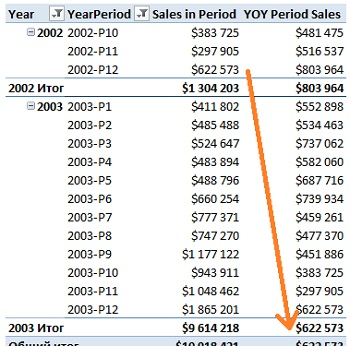 Year YearPeriod Sales in Period YOY Period Sales
2002 2002-P10 $383 725 $481 475
2002-P11 $297 905 $516 537
2002-P12 $622 573 $803 964
2002 Итог $1 304 203 $803 964
2003 2003-P1 $411 802 $552 898
2003-P2 $485 488 $534 463
2003-P3 $524 647 $737 062
2003-P4 $483 894 $582 060
2003-P5 $488 796 $687 716
2003-P6 $660 254 $739 934
2003-P7 $777 371 $459 261
2003-P8 $747 270 $477 370
2003-P9 $1 177 122 $451 886
2003-P10 $943 911 $383 725
2003-P11 $1 048 462 $297 905
2003-P12 $1 865 201 $622 573
2003 Итог $9 614 218 $622 573
Общий итог $10 918 421 $622 573